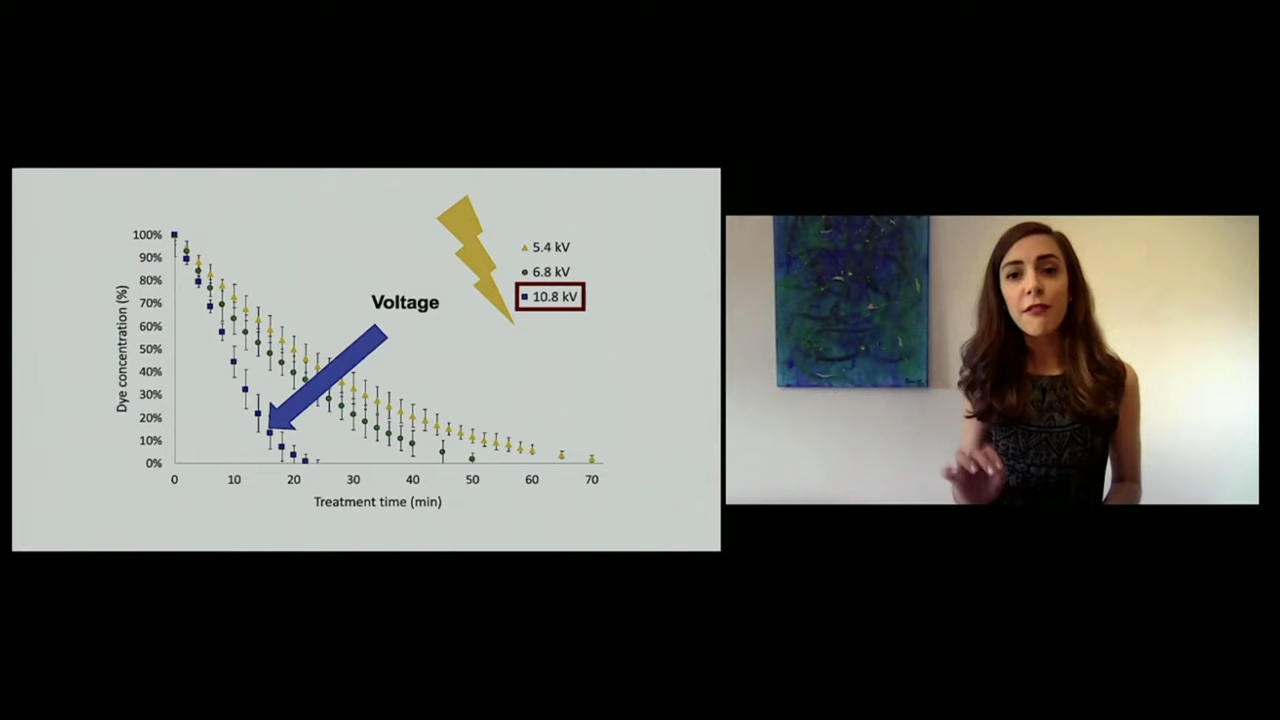 5.4 kV
6.8 kV
10.8 kV
Voltage
Dye concentration (%)
100%
90%
80%
70%
60%
50%
40%
30%
20%
10%
0%
0 10 20 30 40 50 60 70
Treatment time (min)